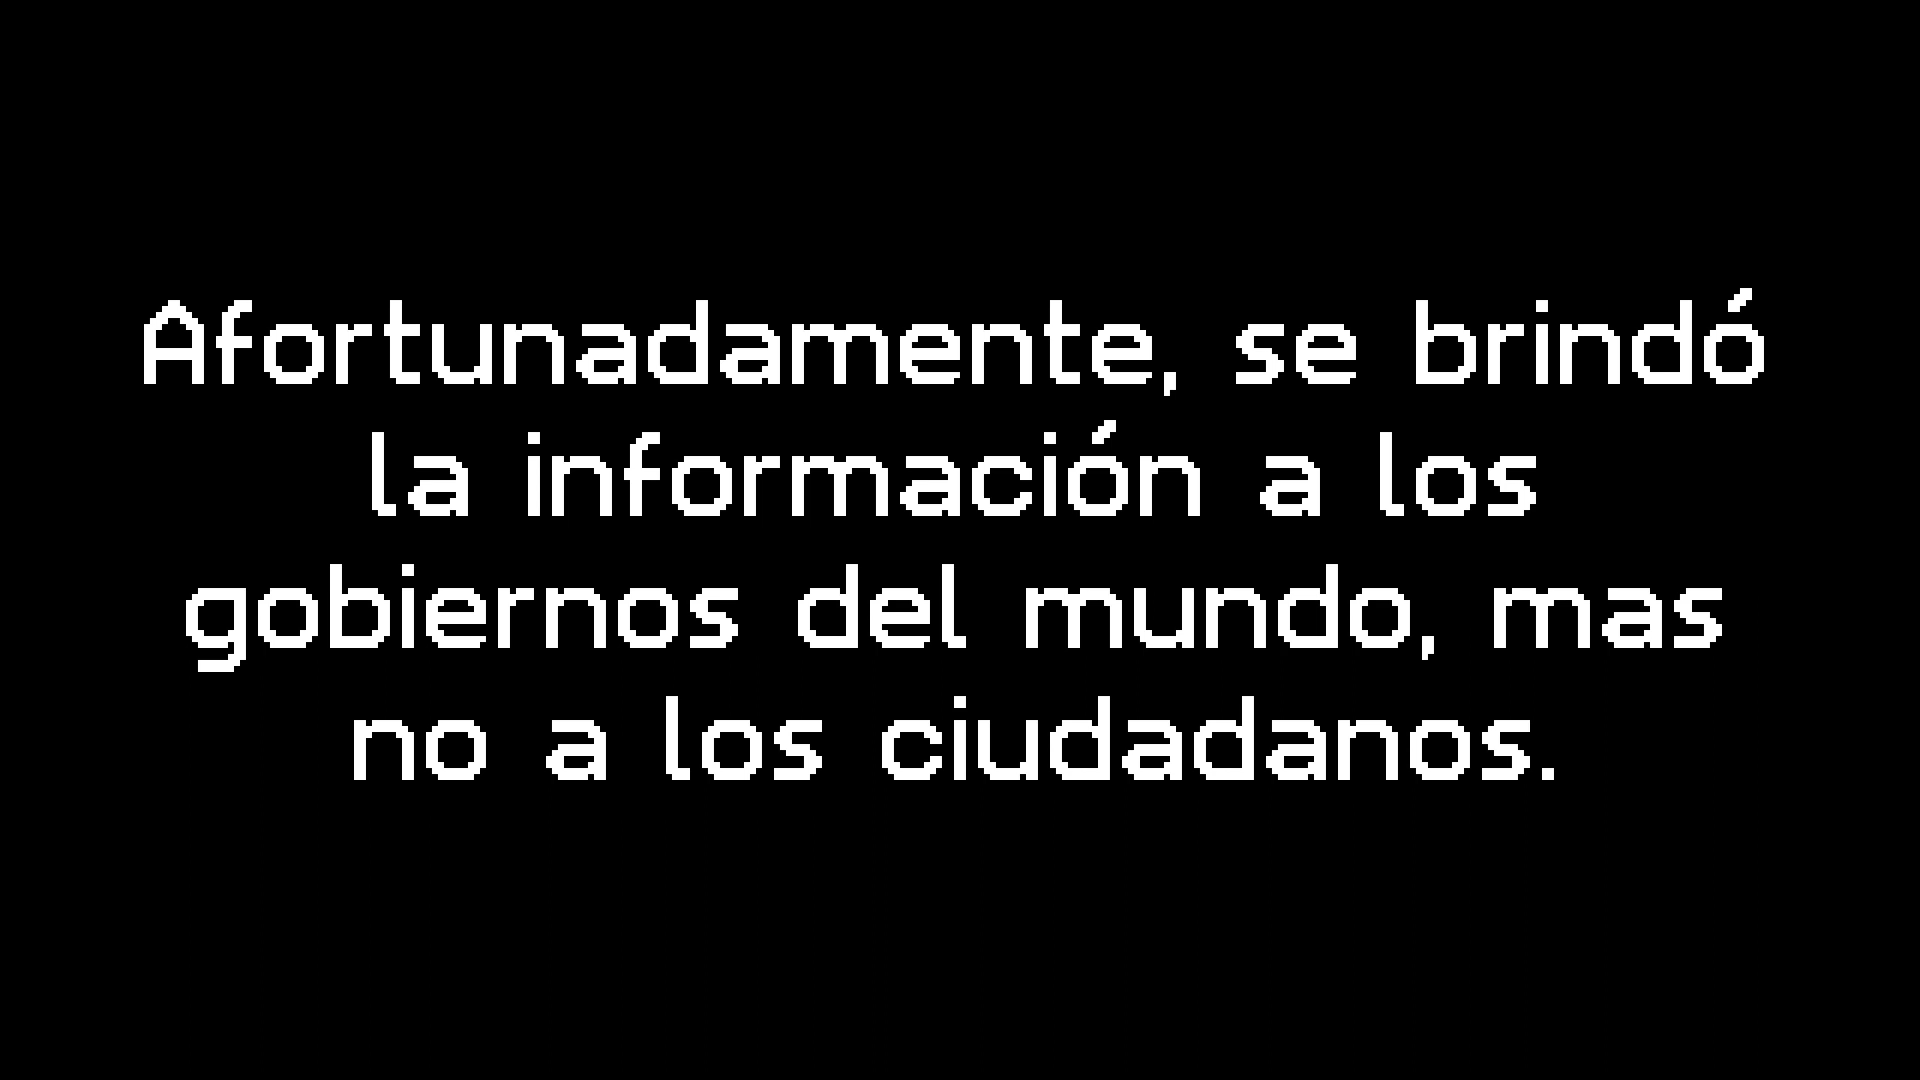 Afortunadamente, se brindó
la información a los
gobiernos del mundo, mas
no a los ciudadanos.